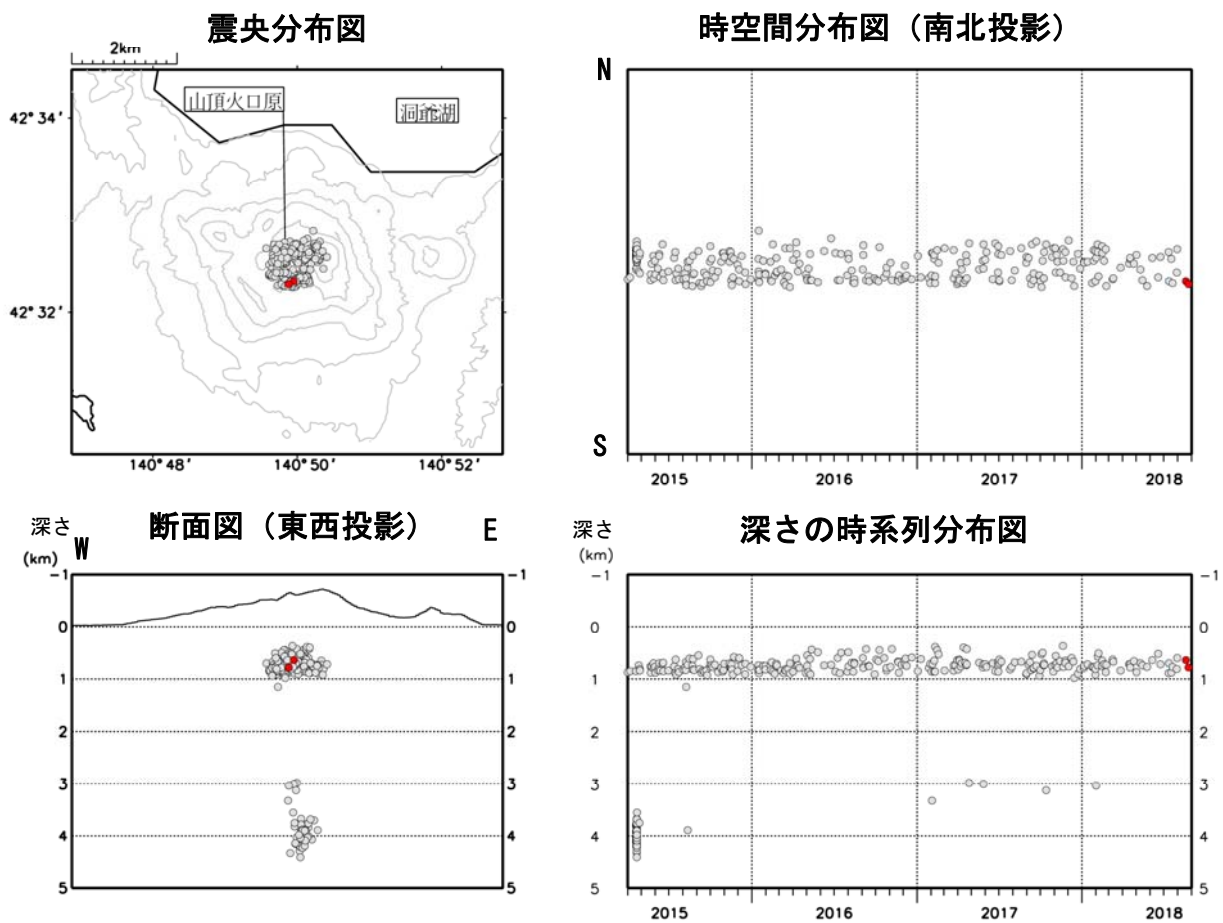 震央分布図
2km
山頂火口原
洞爺湖
42°34′
42°32′
140°48′
140°50′
140°52′
時空間分布図（南北投影）
N
S
2015
2016
2017
2018
断面図（東西投影）
深さ
(km)
W
E
-1
0
1
2
3
4
5
-1
0
1
2
3
4
5
深さの時系列分布図
深さ
(km)
-1
0
1
2
3
4
5
-1
0
1
2
3
4
5
2015
2016
2017
2018